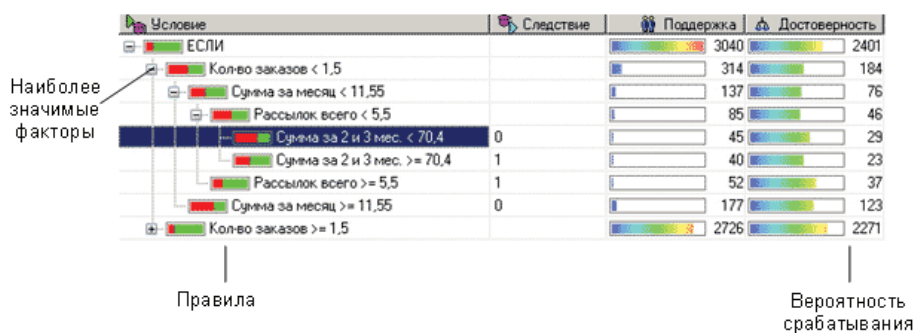 Условие Следствие Поддержка Достоверность
ЕСЛИ 3040 2401
Кол-во заказов < 1,5 314 184
Сумма за месяц < 11,55 137 76
Рассылок всего < 5,5 85 46
Сумма за 2 и 3 мес. < 70,4 0 45 29
Сумма за 2 и 3 мес. >= 70,4 1 40 23
Рассылок всего >= 5,5 1 52 37
Сумма за месяц >= 11,55 0 177 123
Кол-во заказов >= 1,5 2726 2271
Наиболее
значимые
факторы
Правила
Вероятность
срабатывания